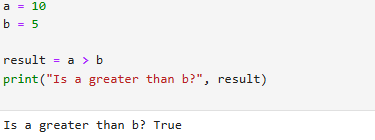 a = 10
b = 5
result = a > b
print("Is a greater than b?", result)
Is a greater than b? True